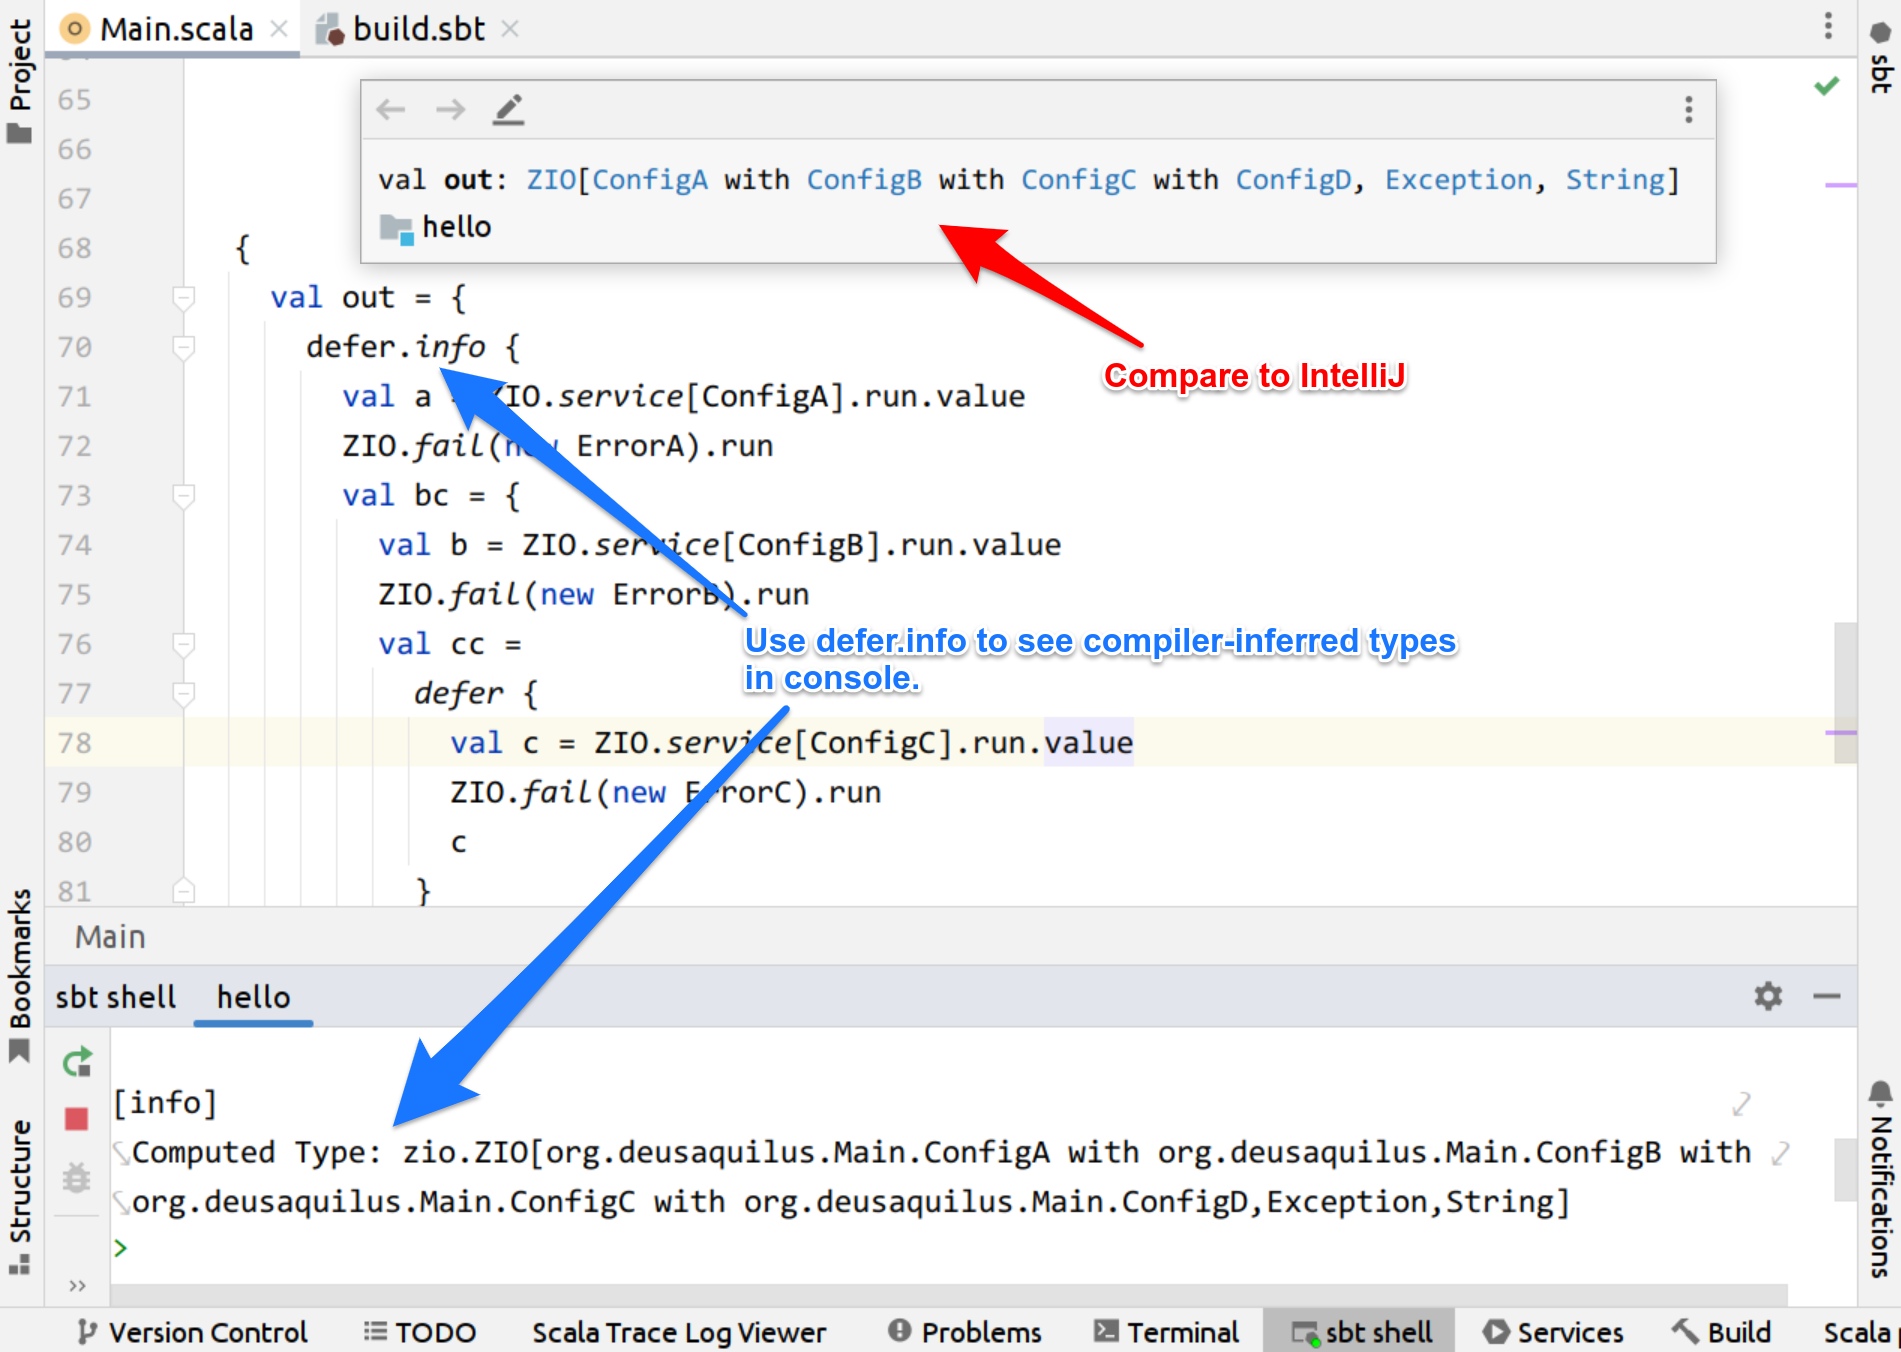 Main.scala
build.sbt
Project
sbt
65
66
67
val out: ZIO[ConfigA with ConfigB with ConfigC with ConfigD, Exception, String]
hello
68 {
69 val out = {
70 defer.info {
Compare to IntelliJ
71 val a = ZIO.service[ConfigA].run.value
72 ZIO.fail(new ErrorA).run
73 val bc = {
74 val b = ZIO.service[ConfigB].run.value
75 ZIO.fail(new ErrorB).run
76 val cc =
Use defer.info to see compiler-inferred types
in console.
77 defer {
78 val c = ZIO.service[ConfigC].run.value
79 ZIO.fail(new ErrorC).run
80 c
81 }
Main
Bookmarks
sbt shell hello
Structure
Notifications
[info]
Computed Type: zio.ZIO[org.deusaquilus.Main.ConfigA with org.deusaquilus.Main.ConfigB with
org.deusaquilus.Main.ConfigC with org.deusaquilus.Main.ConfigD,Exception,String]
>
Version Control TODO Scala Trace Log Viewer Problems Terminal sbt shell Services Build Scala